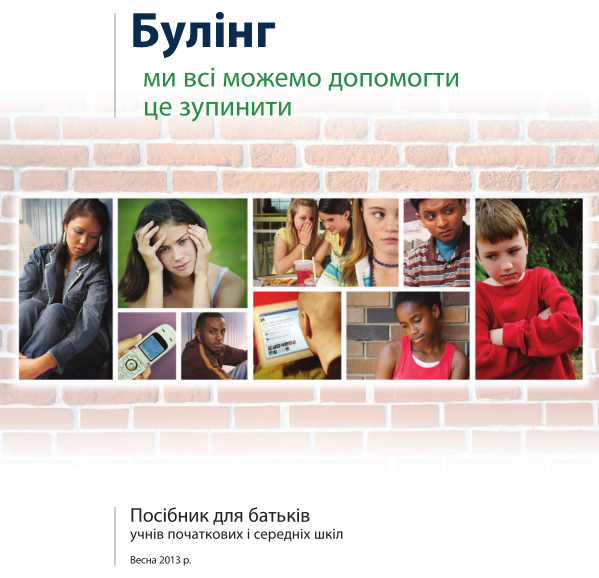 Булінг
ми всі можемо допомогти
це зупинити
Посібник для батьків
учнів початкових і середніх шкіл
Весна 2013 р.